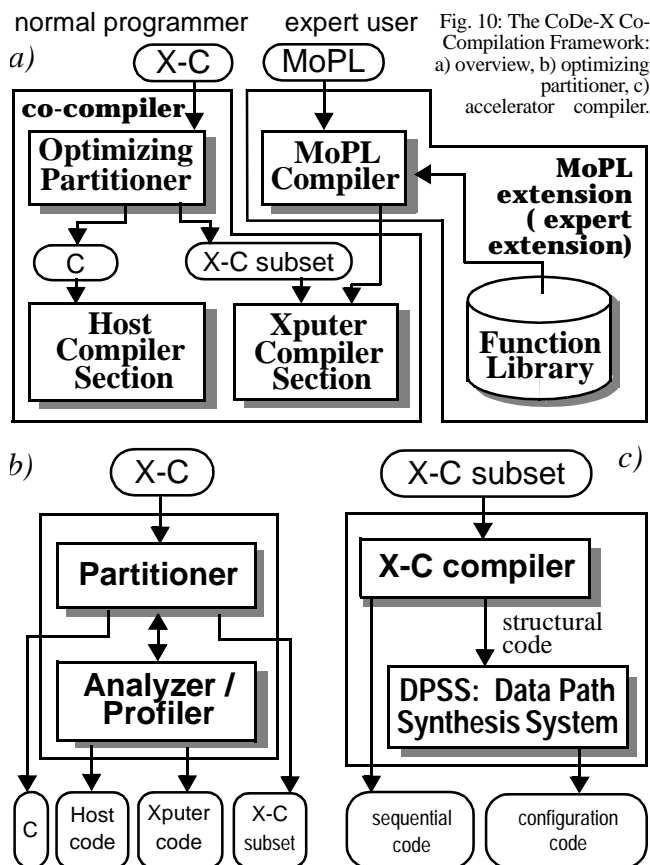 normal programmer
expert user
Fig. 10: The CoDe-X Co-
Compilation Framework:
a) overview, b) optimizing
partitioner, c)
accelerator compiler.
a)
X-C
MoPL
co-compiler
Optimizing
Partitioner
MoPL
Compiler
MoPL
extension
( expert
extension)
C
X-C subset
Host
Compiler
Section
Xputer
Compiler
Section
Function
Library
b)
X-C
Partitioner
Analyzer /
Profiler
C
Host
code
Xputer
code
X-C
subset
c)
X-C subset
X-C compiler
structural
code
DPSS: Data Path
Synthesis System
sequential
code
configuration
code